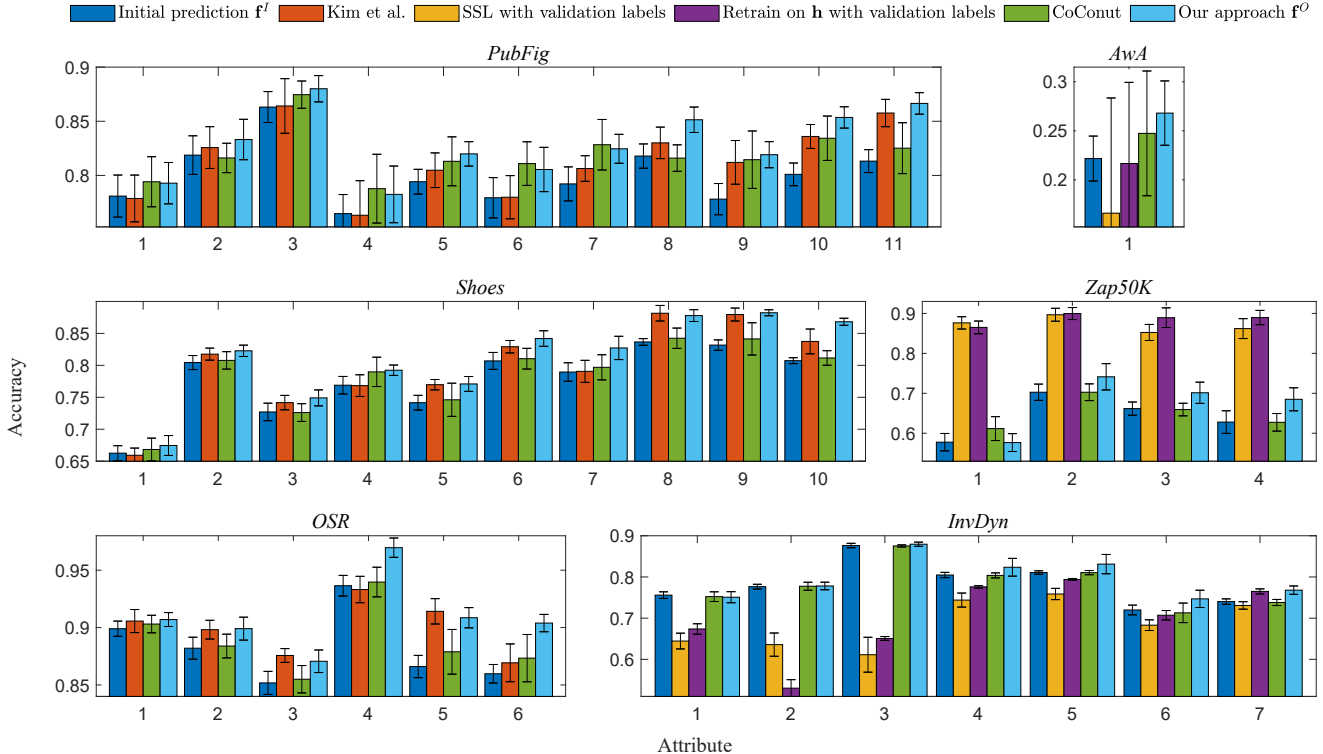 Initial prediction f^I Kim et al. SSL with validation labels Retrain on h with validation labels CoConut Our approach f^O
PubFig AwA
0.9
0.85
0.8
1 2 3 4 5 6 7 8 9 10 11
0.3
0.25
0.2
1
Shoes Zap50K
0.85
0.8
0.75
0.7
0.65
1 2 3 4 5 6 7 8 9 10
0.9
0.8
0.7
0.6
1 2 3 4
Accuracy
OSR InvDyn
0.95
0.9
0.85
1 2 3 4 5 6
0.9
0.8
0.7
0.6
1 2 3 4 5 6 7
Attribute